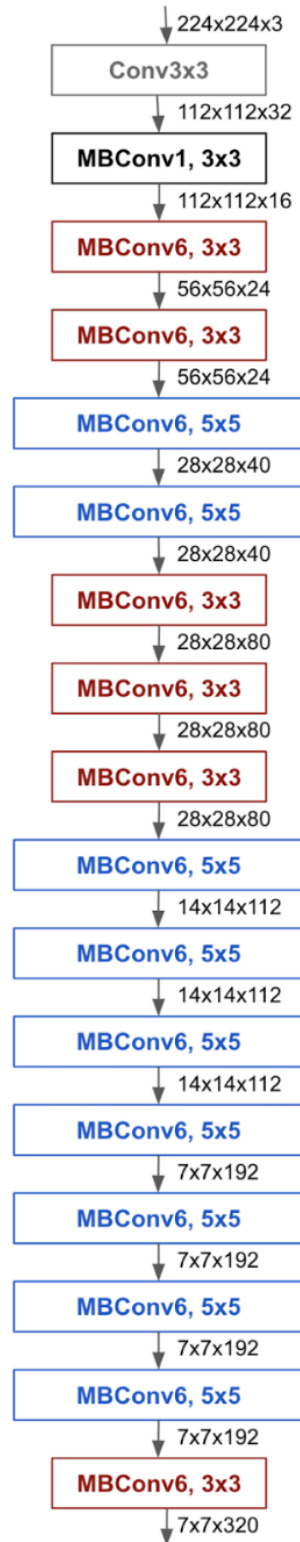 224x224x3
Conv3x3
112x112x32
MBConv1, 3x3
112x112x16
MBConv6, 3x3
56x56x24
MBConv6, 3x3
56x56x24
MBConv6, 5x5
28x28x40
MBConv6, 5x5
28x28x40
MBConv6, 3x3
28x28x80
MBConv6, 3x3
28x28x80
MBConv6, 3x3
28x28x80
MBConv6, 5x5
14x14x112
MBConv6, 5x5
14x14x112
MBConv6, 5x5
14x14x112
MBConv6, 5x5
7x7x192
MBConv6, 5x5
7x7x192
MBConv6, 5x5
7x7x192
MBConv6, 5x5
7x7x192
MBConv6, 3x3
7x7x320